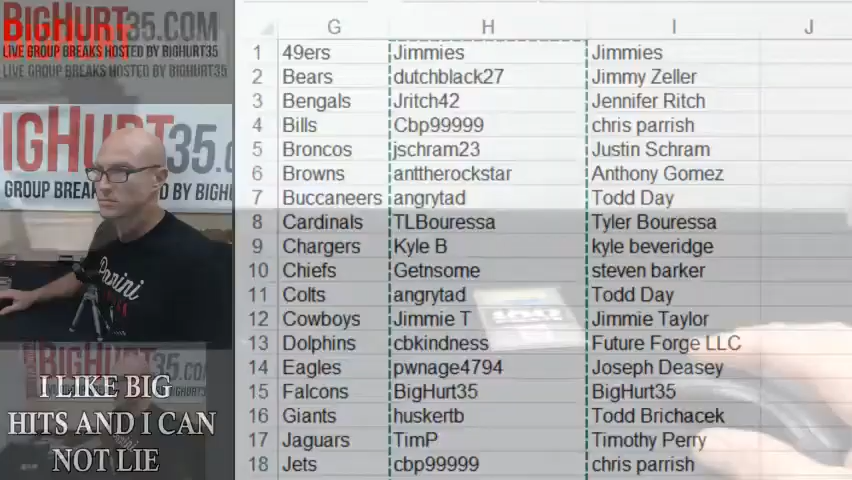 BIGHURT35.COM
LIVE GROUP BREAKS HOSTED BY BIGHURT35
LIVE GROUP BREAKS HOSTED BY BIGHURT35
IGHURT35.C
GROUP BREA
HOSTED BY BIGH
Panini
BIGHURT35.CO
I LIKE BIG
HITS AND I CAN
NOT LIE
G H I J
1 49ers Jimmies Jimmies
2 Bears dutchblack27 Jimmy Zeller
3 Bengals Jritch42 Jennifer Ritch
4 Bills Cbp99999 chris parrish
5 Broncos jschram23 Justin Schram
6 Browns anttherockstar Anthony Gomez
7 Buccaneers angrytad Todd Day
8 Cardinals TLBouressa Tyler Bouressa
9 Chargers Kyle B kyle beveridge
10 Chiefs Getnsome steven barker
11 Colts angrytad Todd Day
12 Cowboys Jimmie T Jimmie Taylor
13 Dolphins cbkindness Future Forge LLC
14 Eagles pwnage4794 Joseph Deasey
15 Falcons BigHurt35 BigHurt35
16 Giants huskertb Todd Brichacek
17 Jaguars TimP Timothy Perry
18 Jets cbp99999 chris parrish